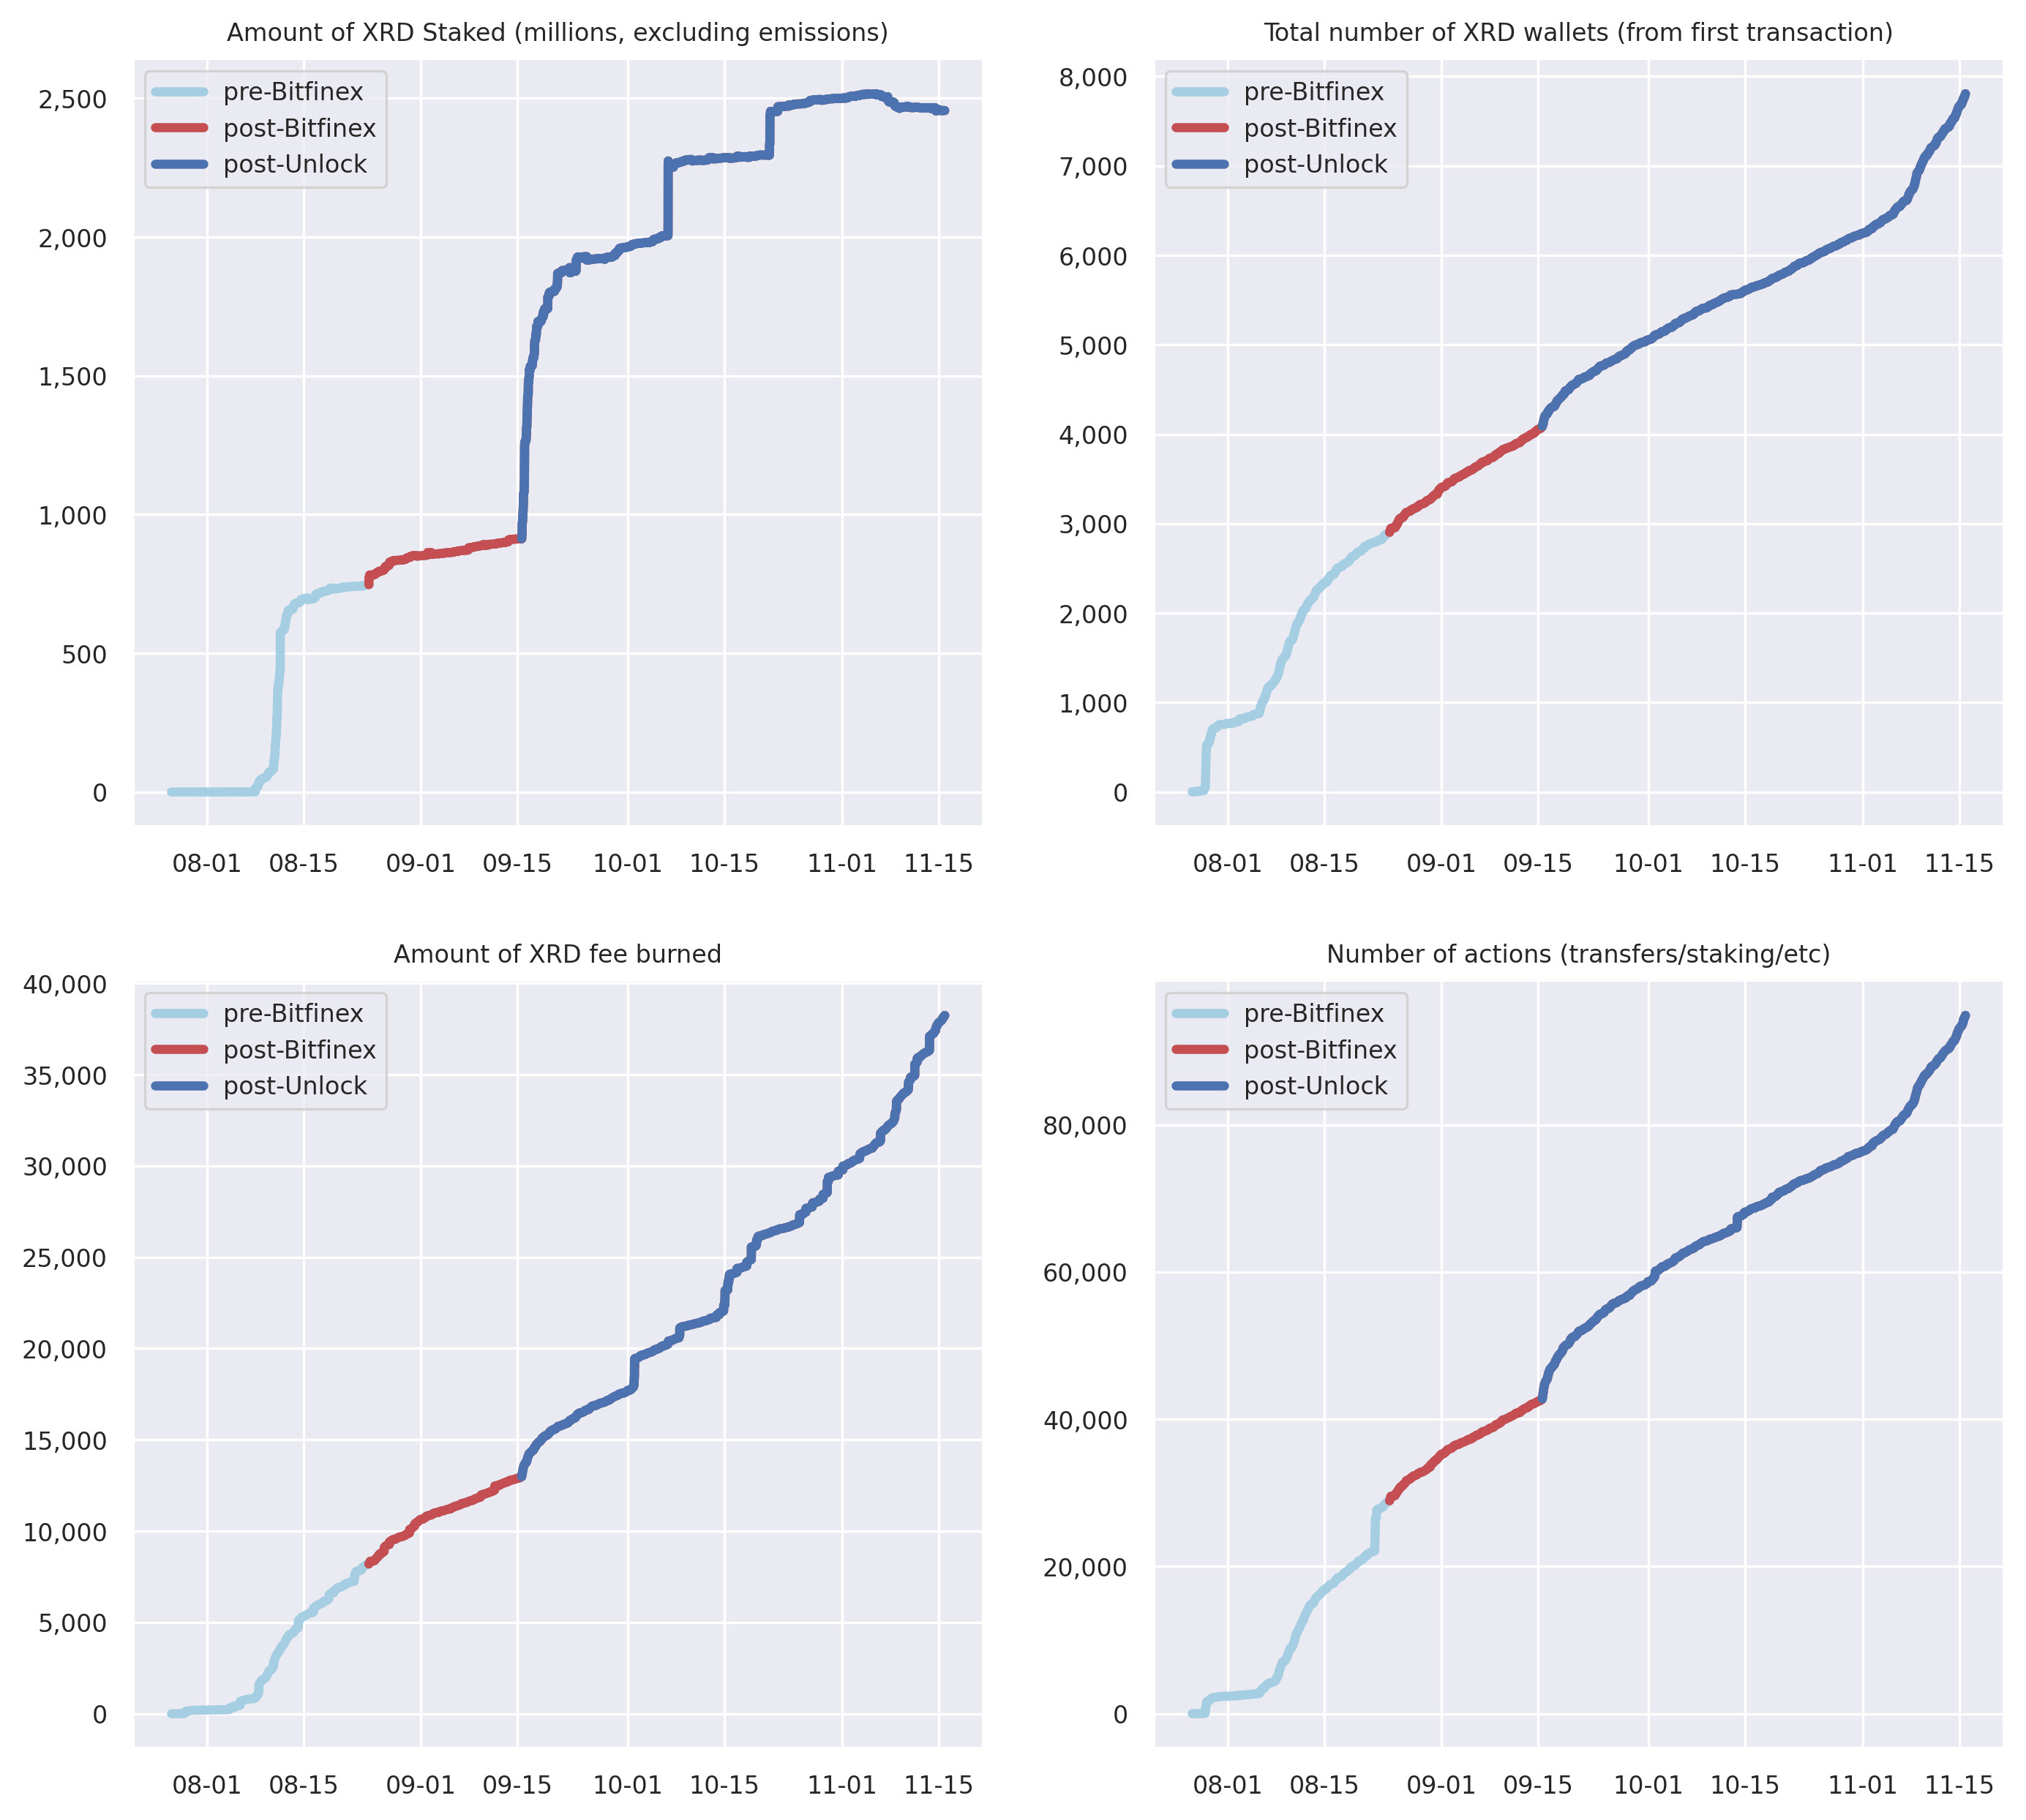 Amount of XRD Staked (millions, excluding emissions)
pre-Bitfinex
post-Bitfinex
post-Unlock
2,500
2,000
1,500
1,000
500
0
08-01 08-15 09-01 09-15 10-01 10-15 11-01 11-15
Total number of XRD wallets (from first transaction)
pre-Bitfinex
post-Bitfinex
post-Unlock
8,000
7,000
6,000
5,000
4,000
3,000
2,000
1,000
0
08-01 08-15 09-01 09-15 10-01 10-15 11-01 11-15
Amount of XRD fee burned
pre-Bitfinex
post-Bitfinex
post-Unlock
40,000
35,000
30,000
25,000
20,000
15,000
10,000
5,000
0
08-01 08-15 09-01 09-15 10-01 10-15 11-01 11-15
Number of actions (transfers/staking/etc)
pre-Bitfinex
post-Bitfinex
post-Unlock
80,000
60,000
40,000
20,000
0
08-01 08-15 09-01 09-15 10-01 10-15 11-01 11-15